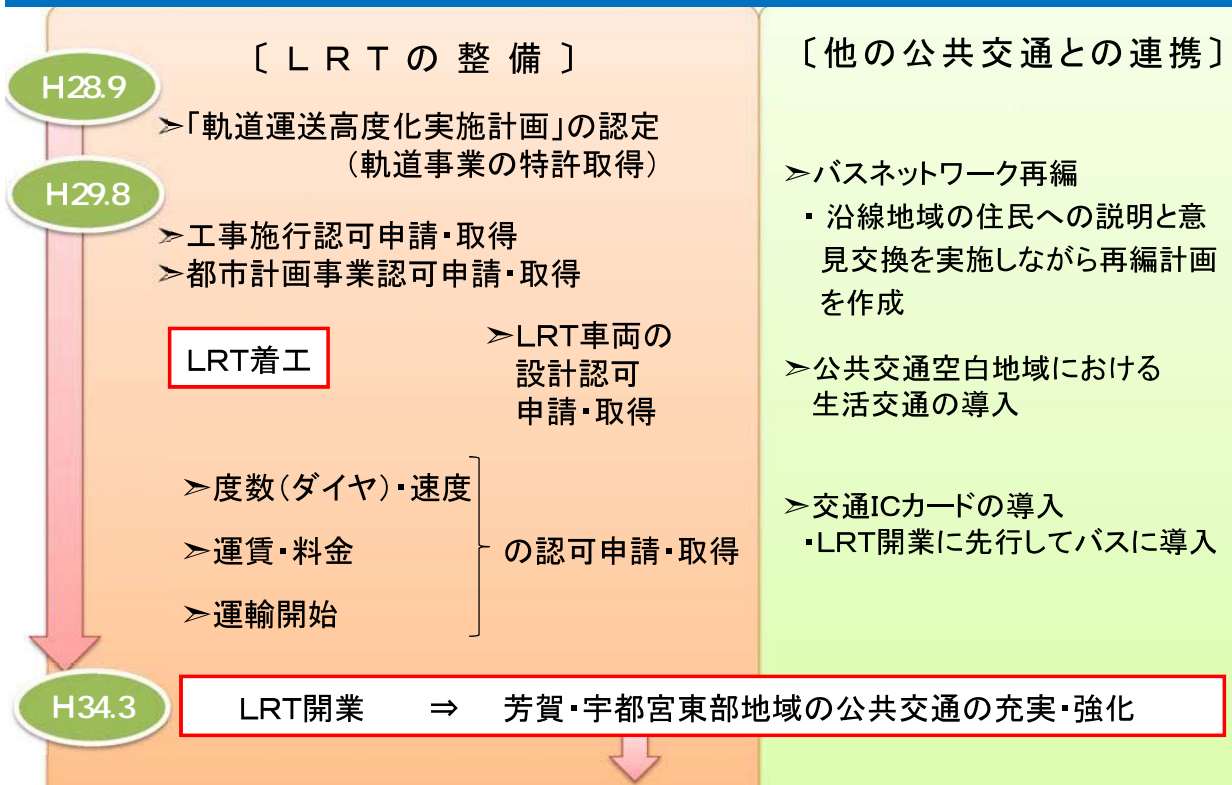 〔LRTの整備〕
H28.9
➢「軌道運送高度化実施計画」の認定
(軌道事業の特許取得)
H29.8
➢工事施行認可申請・取得
➢都市計画事業認可申請・取得
LRT着工
➢LRT車両の
設計認可
申請・取得
➢度数(ダイヤ)・速度
➢運賃・料金
➢運輸開始
の認可申請・取得
〔他の公共交通との連携〕
➢バスネットワーク再編
・沿線地域の住民への説明と意
見交換を実施しながら再編計画
を作成
➢公共交通空白地域における
生活交通の導入
➢交通ICカードの導入
・LRT開業に先行してバスに導入
H34.3
LRT開業 ⇒ 芳賀・宇都宮東部地域の公共交通の充実・強化